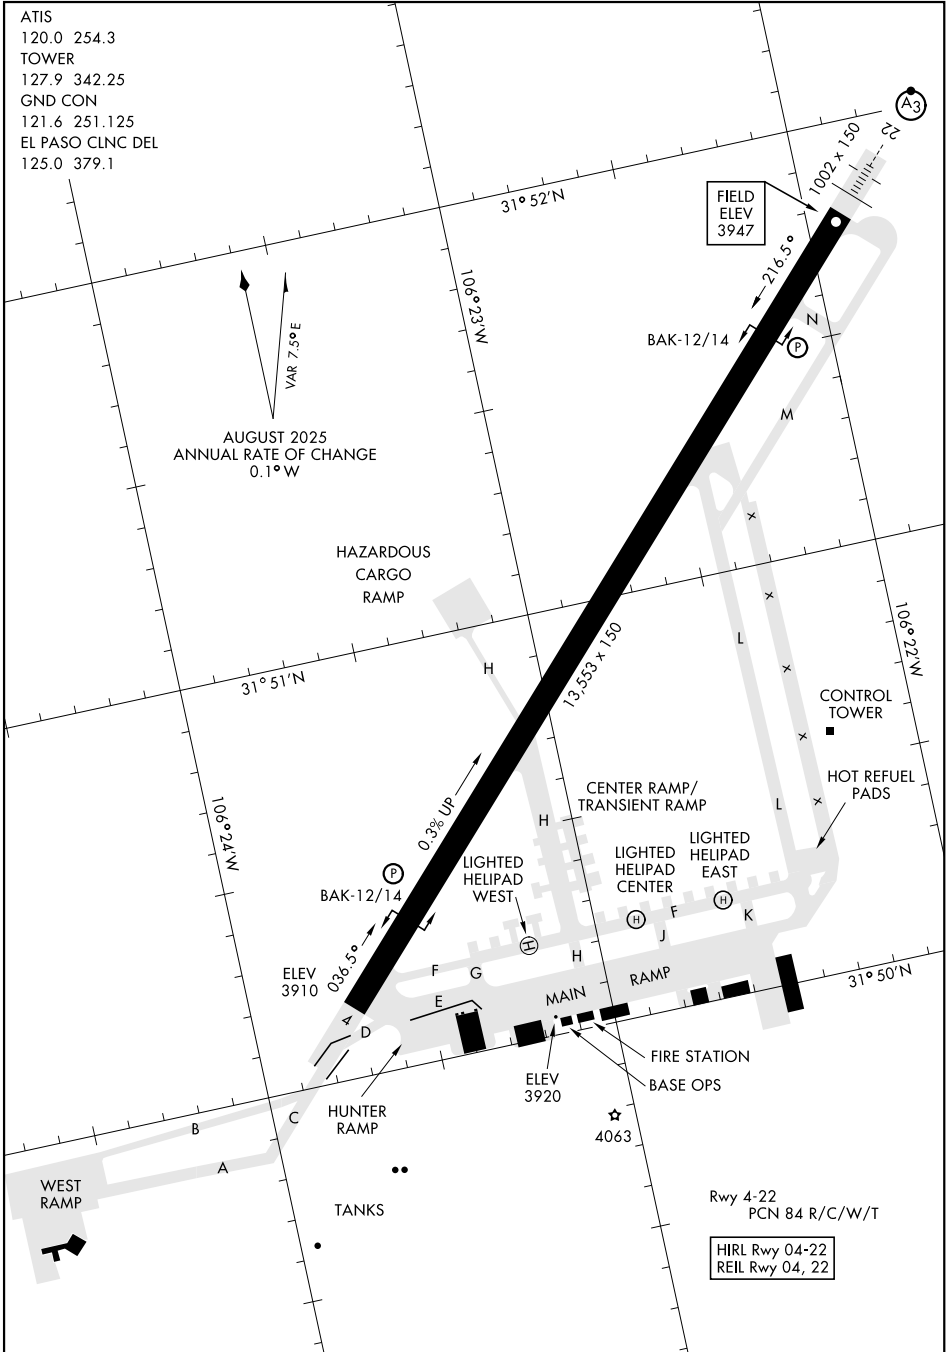 ATIS
120.0 254.3
TOWER
127.9 342.25
GND CON
121.6 251.125
EL PASO CLNC DEL
125.0 379.1
A3
22
1002 x 150
FIELD
ELEV
3947
31°52'N
216.5°
106°23'W
VAR 7.5°E
N
BAK-12/14
P
M
AUGUST 2025
ANNUAL RATE OF CHANGE
0.1° W
x
HAZARDOUS
CARGO
RAMP
x
106°22'W
L
13,553 x 150
H
x
31°51'N
CONTROL
TOWER
x
HOT REFUEL
PADS
CENTER RAMP/
TRANSIENT RAMP
L
x
0.3% UP
H
106°24'W
LIGHTED
HELIPAD
EAST
LIGHTED
HELIPAD
CENTER
LIGHTED
HELIPAD
WEST
P
BAK-12/14
H
H
F
K
J
H
036.5°
H
F
G
ELEV
3910
31°50'N
RAMP
MAIN
E
4
D
FIRE STATION
BASE OPS
ELEV
3920
HUNTER
RAMP
C
B
4063
A
WEST
RAMP
TANKS
Rwy 4-22
PCN 84 R/C/W/T
HIRL Rwy 04-22
REIL Rwy 04, 22